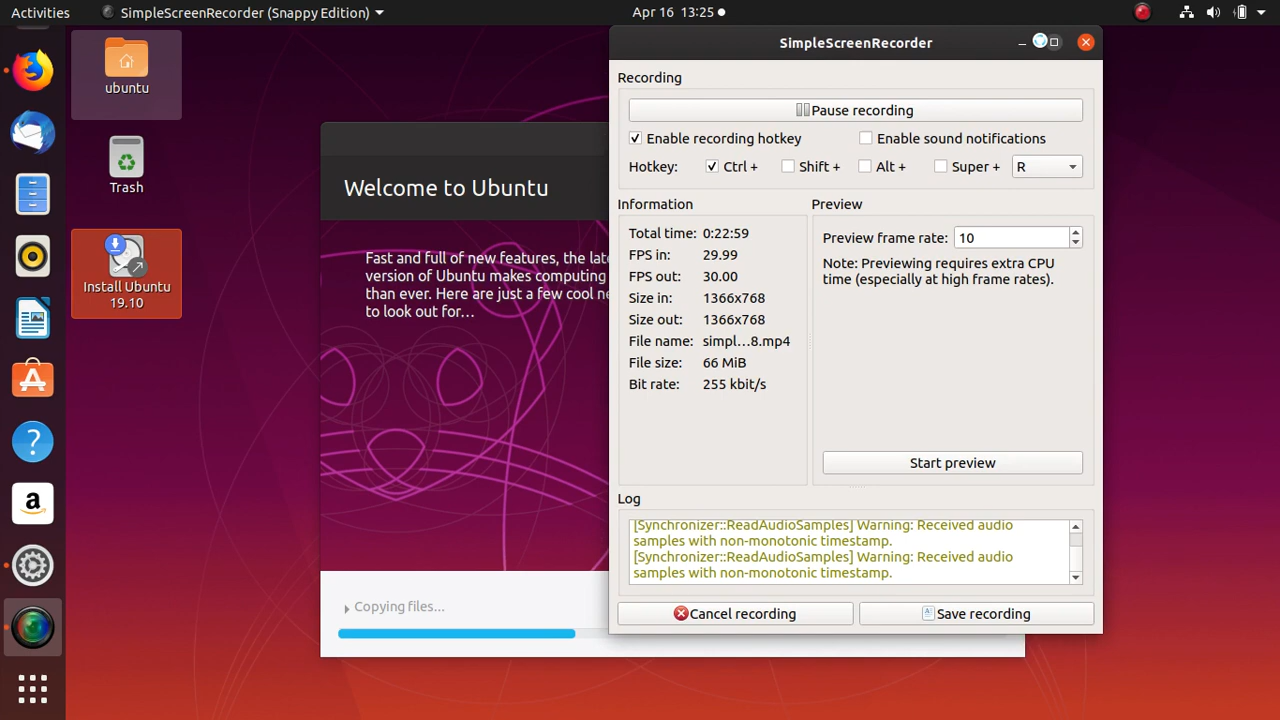 Activities
SimpleScreenRecorder (Snappy Edition)
Apr 16 13:25
ubuntu
Trash
Install Ubuntu
19.10
Welcome to Ubuntu
Fast and full of new features, the late
version of Ubuntu makes computing
than ever. Here are just a few cool ne
to look out for…
Copying files...
SimpleScreenRecorder
Recording
Pause recording
Enable recording hotkey
Enable sound notifications
Hotkey:
Ctrl +
Shift +
Alt +
Super +
R
Information
Total time: 0:22:59
FPS in: 29.99
FPS out: 30.00
Size in: 1366x768
Size out: 1366x768
File name: simpl…8.mp4
File size: 66 MiB
Bit rate: 255 kbit/s
Preview
Preview frame rate: 10
Note: Previewing requires extra CPU
time (especially at high frame rates).
Start preview
Log
[Synchronizer::ReadAudioSamples] Warning: Received audio
samples with non-monotonic timestamp.
[Synchronizer::ReadAudioSamples] Warning: Received audio
samples with non-monotonic timestamp.
Cancel recording
Save recording